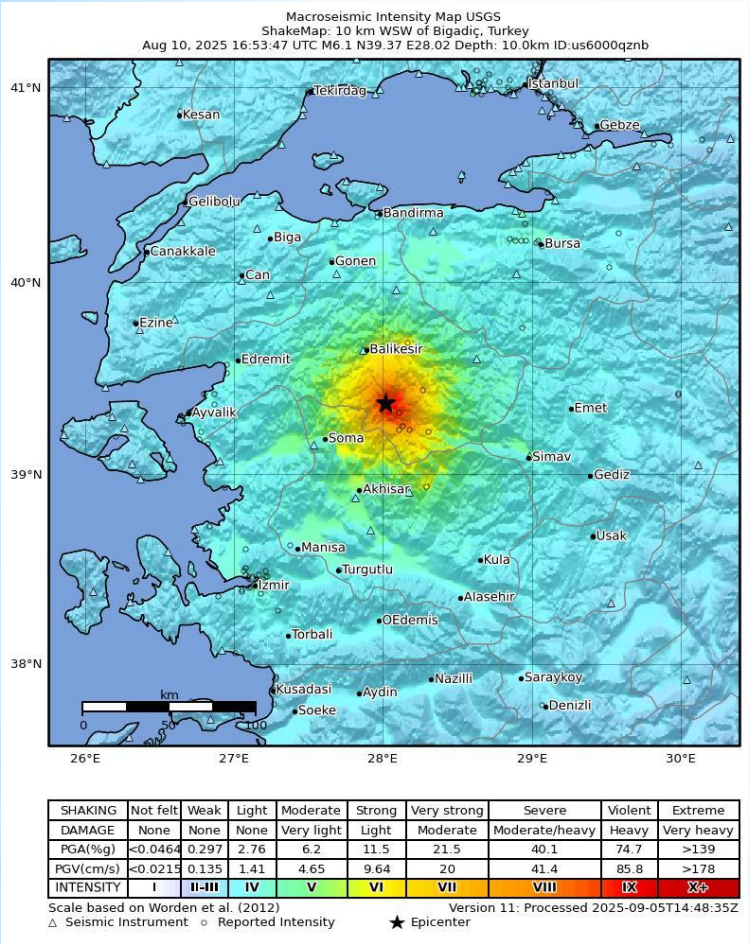 Macroseismic Intensity Map USGS
ShakeMap: 10 km WSW of Bigadiç, Turkey
Aug 10, 2025 16:53:47 UTC M6.1 N39.37 E28.02 Depth: 10.0km ID:us6000qznb
41°N
Tekirdag
Istanbul
Kesan
Gebze
Gelibolu
Bandirma
Canakkale
Biga
Bursa
Gonen
40°N
Can
Ezine
Balikesir
Edremit
Ayvalik
Emet
Soma
Simav
39°N
Gediz
Akhisar
Usak
Manisa
Turgutlu
Kula
Izmir
Alasehir
OEdemis
Torbali
38°N
km
Kusadasi
Aydin
Nazilli
Saraykoy
Denizli
Soeke
0 50 100
26°E 27°E 28°E 29°E 30°E
SHAKING Not felt Weak Light Moderate Strong Very strong Severe Violent Extreme
DAMAGE None None None Very light Light Moderate Moderate/heavy Heavy Very heavy
PGA(%g) <0.0464 0.297 2.76 6.2 11.5 21.5 40.1 74.7 >139
PGV(cm/s) <0.0215 0.135 1.41 4.65 9.64 20 41.4 85.8 >178
INTENSITY I II-III IV V VI VII VIII IX X+
Scale based on Worden et al. (2012) Version 11: Processed 2025-09-05T14:48:35Z
△ Seismic Instrument ○ Reported Intensity ★ Epicenter